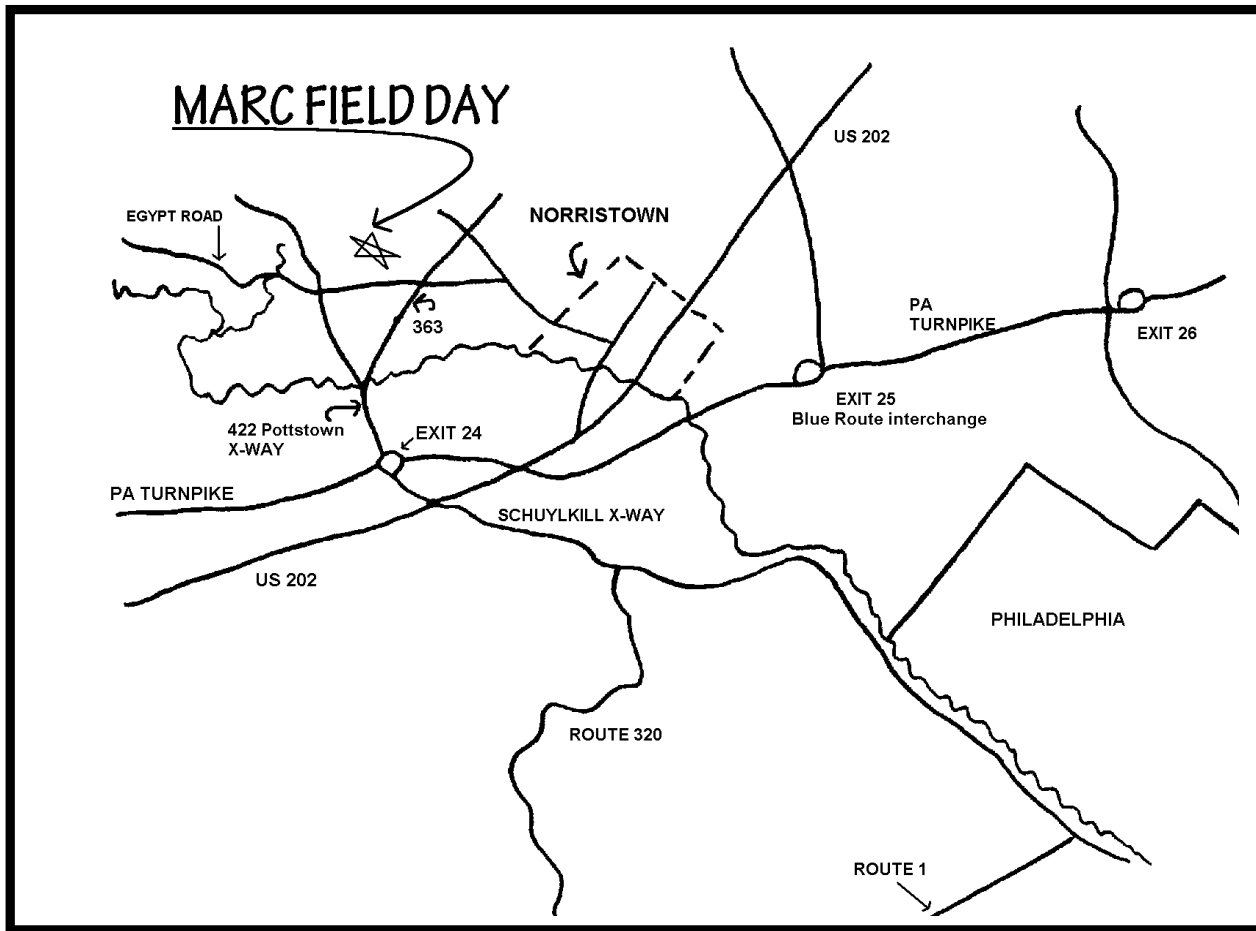 MARC FIELD DAY
US 202
EGYPT ROAD
NORRISTOWN
363
PA
TURNPIKE
EXIT 26
EXIT 25
Blue Route interchange
422 Pottstown
X-WAY
EXIT 24
PA TURNPIKE
SCHUYLKILL X-WAY
US 202
PHILADELPHIA
ROUTE 320
ROUTE 1